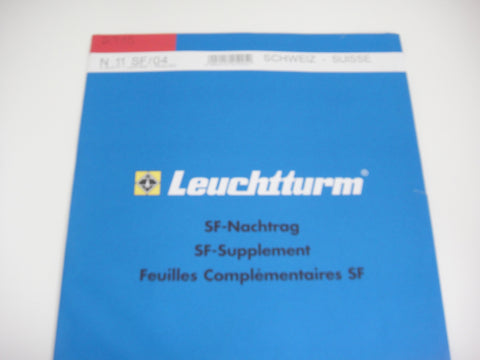 N 11 SF/04 SCHWEIZ - SUISSE
Leuchtturm®
SF-Nachtrag
SF-Supplement
Feuilles Complémentaires SF